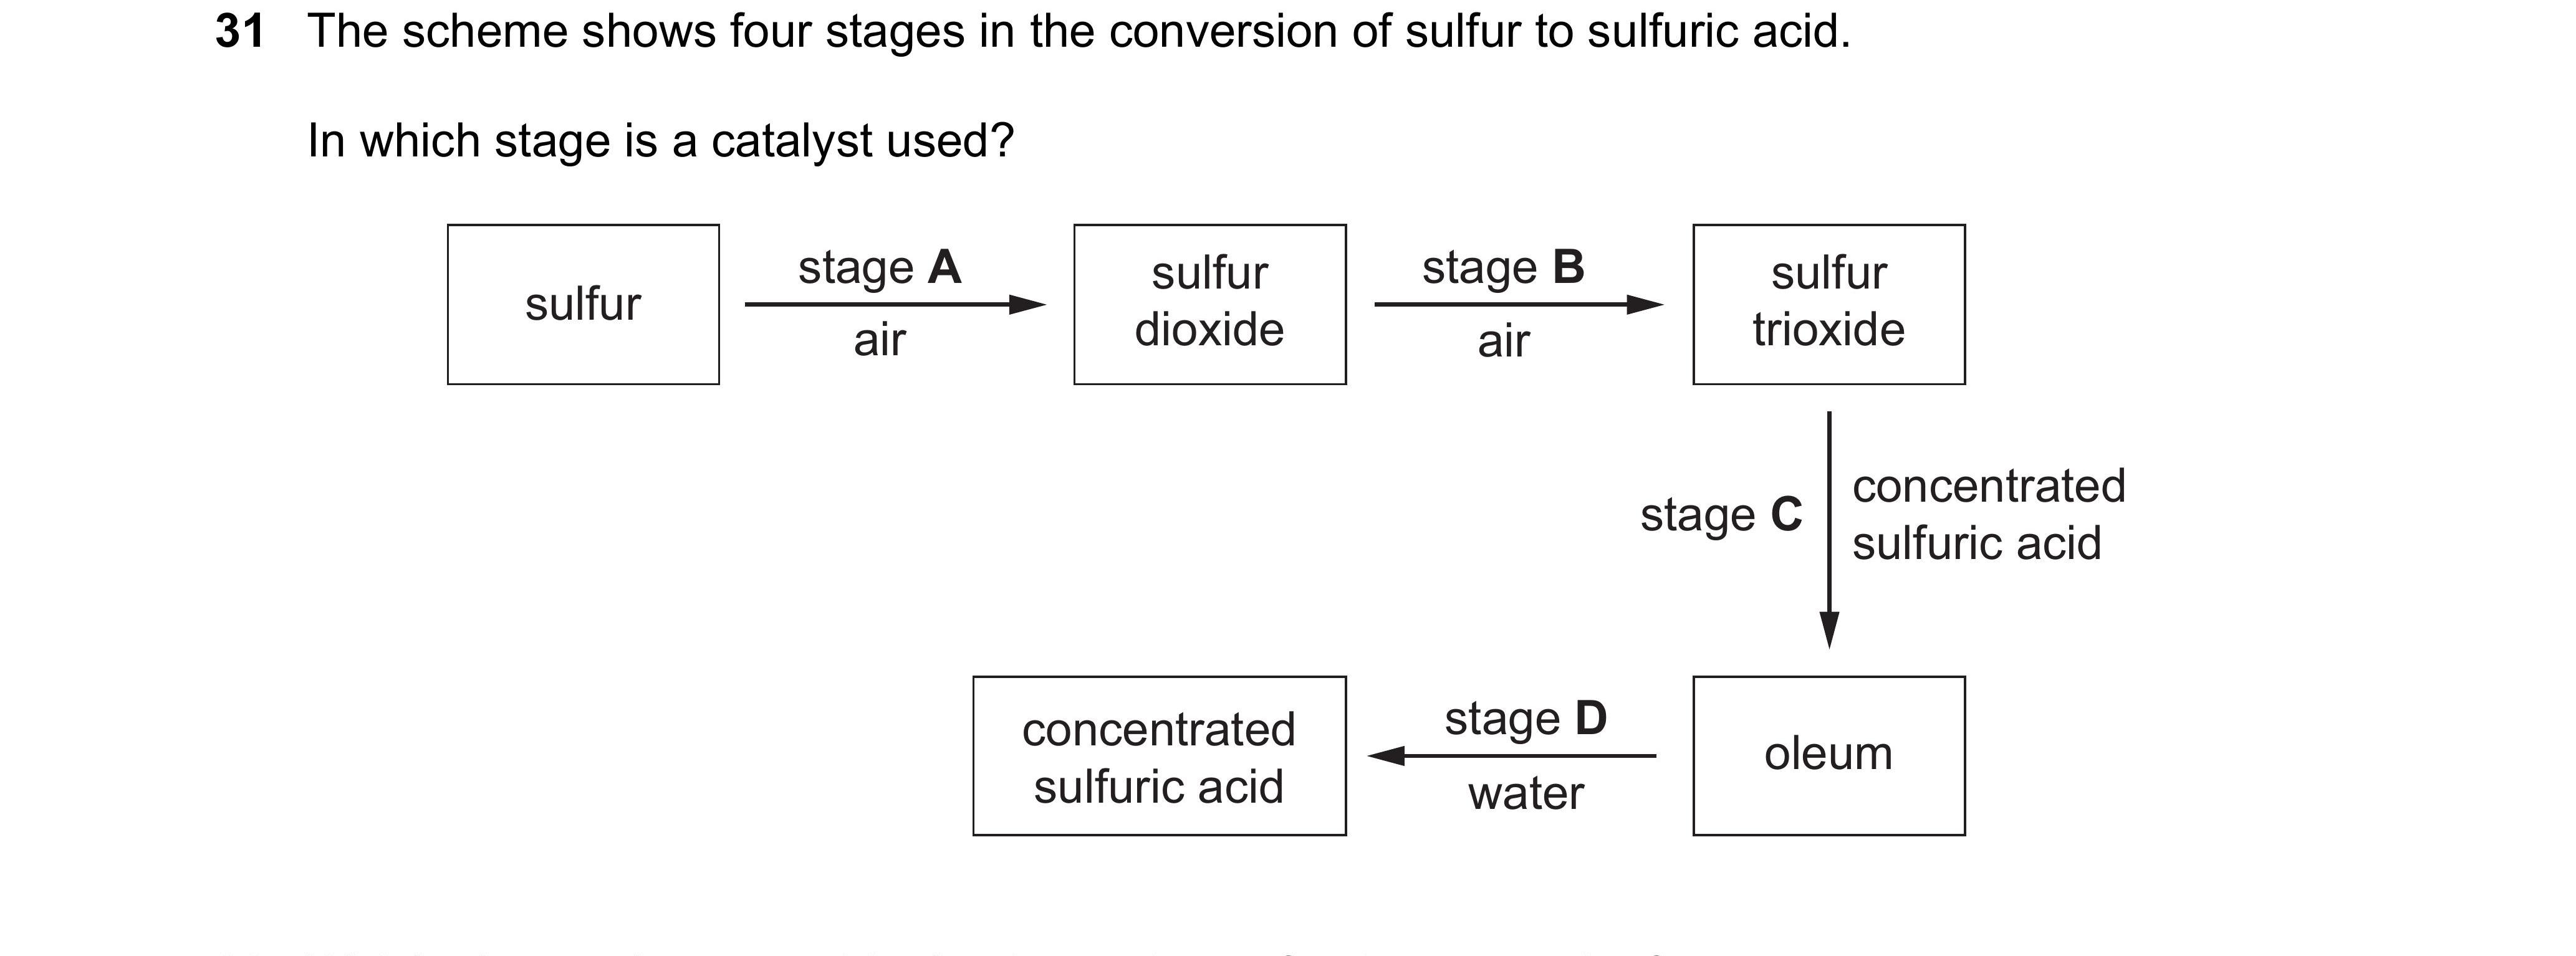 31 The scheme shows four stages in the conversion of sulfur to sulfuric acid.
In which stage is a catalyst used?
sulfur
stage A
air
sulfur
dioxide
stage B
air
sulfur
trioxide
stage C
concentrated
sulfuric acid
oleum
stage D
water
concentrated
sulfuric acid